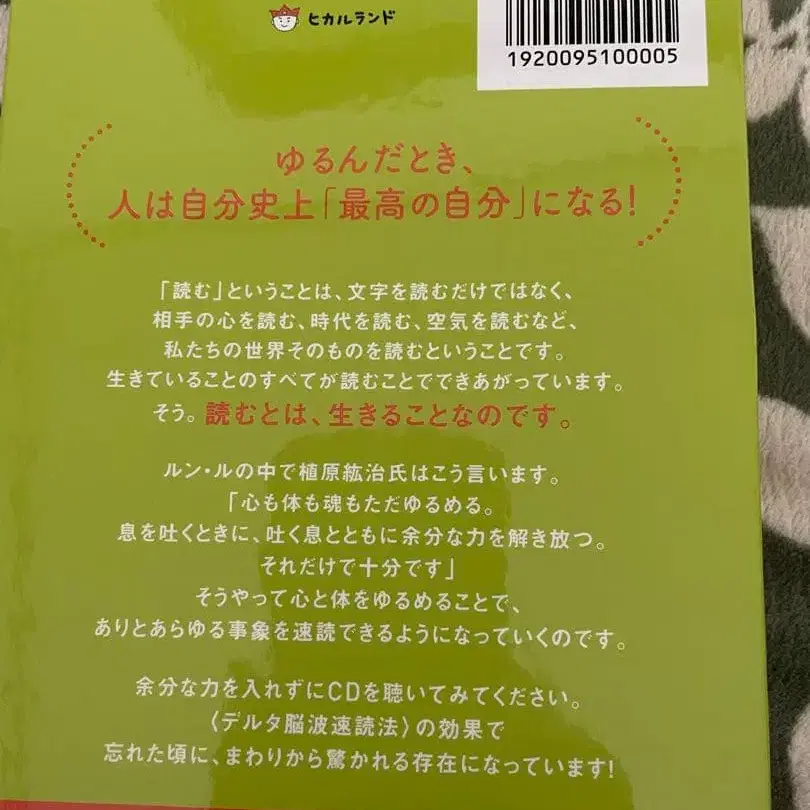 ヒカルランド
1920095100005
ゆるんだとき、
人は自分史上「最高の自分」になる!
「読む」ということは、文字を読むだけではなく、
相手の心を読む、時代を読む、空気を読むなど、
私たちの世界そのものを読むということです。
生きていることのすべてが読むことでできあがっています。
そう。読むとは、生きることなのです。
ルン・ルの中で植原紘治氏はこう言います。
「心も体も魂もただゆるめる。
息を吐くときに、吐く息とともに余分な力を解き放つ。
それだけで十分です」
そうやって心と体をゆるめることで、
ありとあらゆる事象を速読できるようになっていくのです。
余分な力を入れずにCDを聴いてみてください。
〈デルタ脳波速読法〉の効果で
忘れた頃に、まわりから驚かれる存在になっています!